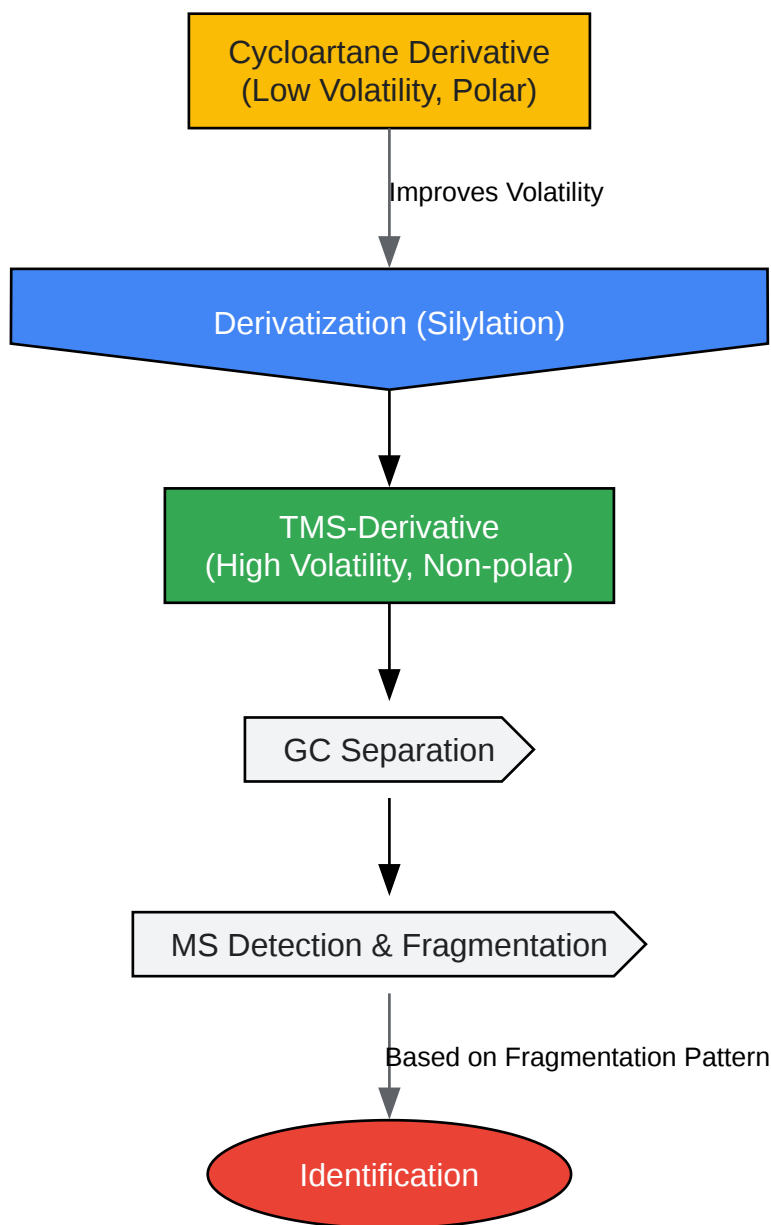 Cycloartane Derivative
(Low Volatility, Polar)
Improves Volatility
Derivatization (Silylation)
TMS-Derivative
(High Volatility, Non-polar)
GC Separation
MS Detection & Fragmentation
Based on Fragmentation Pattern
Identification